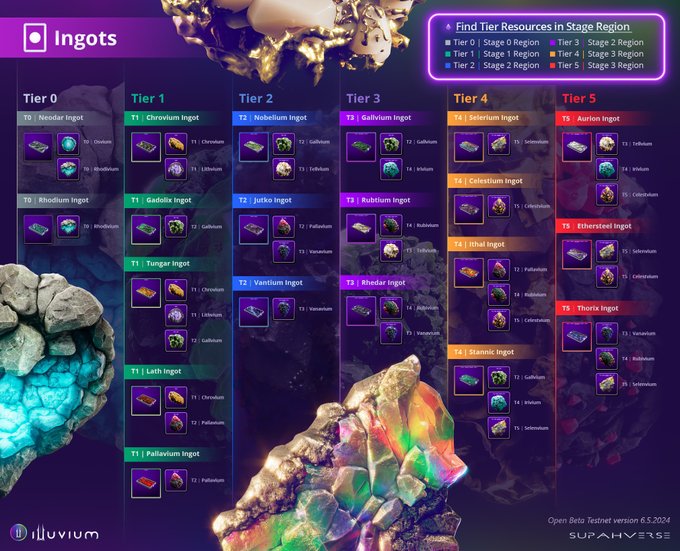 Ingots
Find Tier Resources in Stage Region
Tier 0 | Stage 0 Region
Tier 1 | Stage 1 Region
Tier 2 | Stage 2 Region
Tier 3 | Stage 2 Region
Tier 4 | Stage 3 Region
Tier 5 | Stage 3 Region
Tier 0
T0 | Neodar Ingot
T0 | Osvium
T0 | Rhodivium
T0 | Rhodium Ingot
T0 | Rhodivium
Tier 1
T1 | Chrovium Ingot
T1 | Chrovium
T1 | Lithvium
T1 | Gadolix Ingot
T2 | Gallvium
T1 | Tungar Ingot
T1 | Chrovium
T1 | Lithvium
T2 | Gallvium
T1 | Lath Ingot
T1 | Chrovium
T2 | Pallavium
T1 | Pallavium Ingot
T2 | Pallavium
Tier 2
T2 | Nobelium Ingot
T2 | Gallvium
T3 | Tellvium
T2 | Jutko Ingot
T2 | Pallavium
T3 | Vanavium
T2 | Vantium Ingot
T3 | Vanavium
Tier 3
T3 | Gallvium Ingot
T2 | Gallvium
T4 | Irivium
T3 | Rubtium Ingot
T4 | Rubivium
T3 | Tellvium
T3 | Rhedar Ingot
T4 | Rubivium
T3 | Vanavium
Tier 4
T4 | Selerium Ingot
T5 | Selenvium
T4 | Celestium Ingot
T5 | Celestvium
T4 | Ithal Ingot
T2 | Pallavium
T4 | Rubivium
T5 | Celestvium
T4 | Stannic Ingot
T2 | Gallvium
T4 | Irivium
T5 | Selenvium
Tier 5
T5 | Aurion Ingot
T3 | Tellvium
T4 | Irivium
T5 | Celestvium
T5 | Ethersteel Ingot
T5 | Selenvium
T5 | Celestvium
T5 | Thorix Ingot
T3 | Vanavium
T4 | Rubivium
T5 | Selenvium
illuvium
Open Beta Testnet version 6.5.2024
SUPAHVERSE